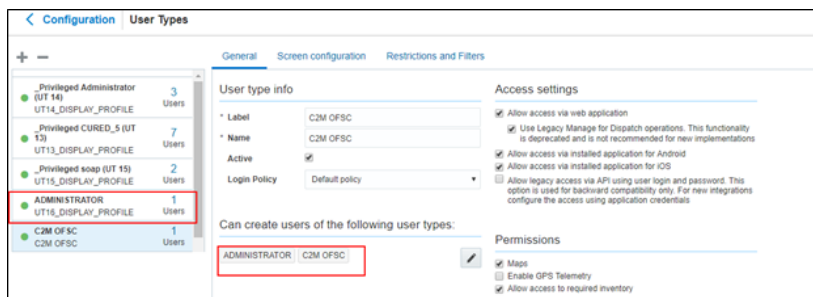 Configuration User Types
+ −
_Privileged Administrator
(UT 14)
UT14_DISPLAY_PROFILE
3
Users
_Privileged CURED_5 (UT
13)
UT13_DISPLAY_PROFILE
7
Users
_Privileged soap (UT 15)
UT15_DISPLAY_PROFILE
2
Users
ADMINISTRATOR
UT16_DISPLAY_PROFILE
1
Users
C2M OFSC
C2M OFSC
1
Users
General Screen configuration Restrictions and Filters
User type info
* Label C2M OFSC
* Name C2M OFSC
Active
Login Policy Default policy
Can create users of the following user types:
ADMINISTRATOR C2M OFSC
Access settings
Allow access via web application
Use Legacy Manage for Dispatch operations. This functionality
is deprecated and is not recommended for new implementations
Allow access via installed application for Android
Allow access via installed application for iOS
Allow legacy access via API using user login and password. This
option is used for backward compatibility only. For new integrations
configure the access using application credentials
Permissions
Maps
Enable GPS Telemetry
Allow access to required inventory